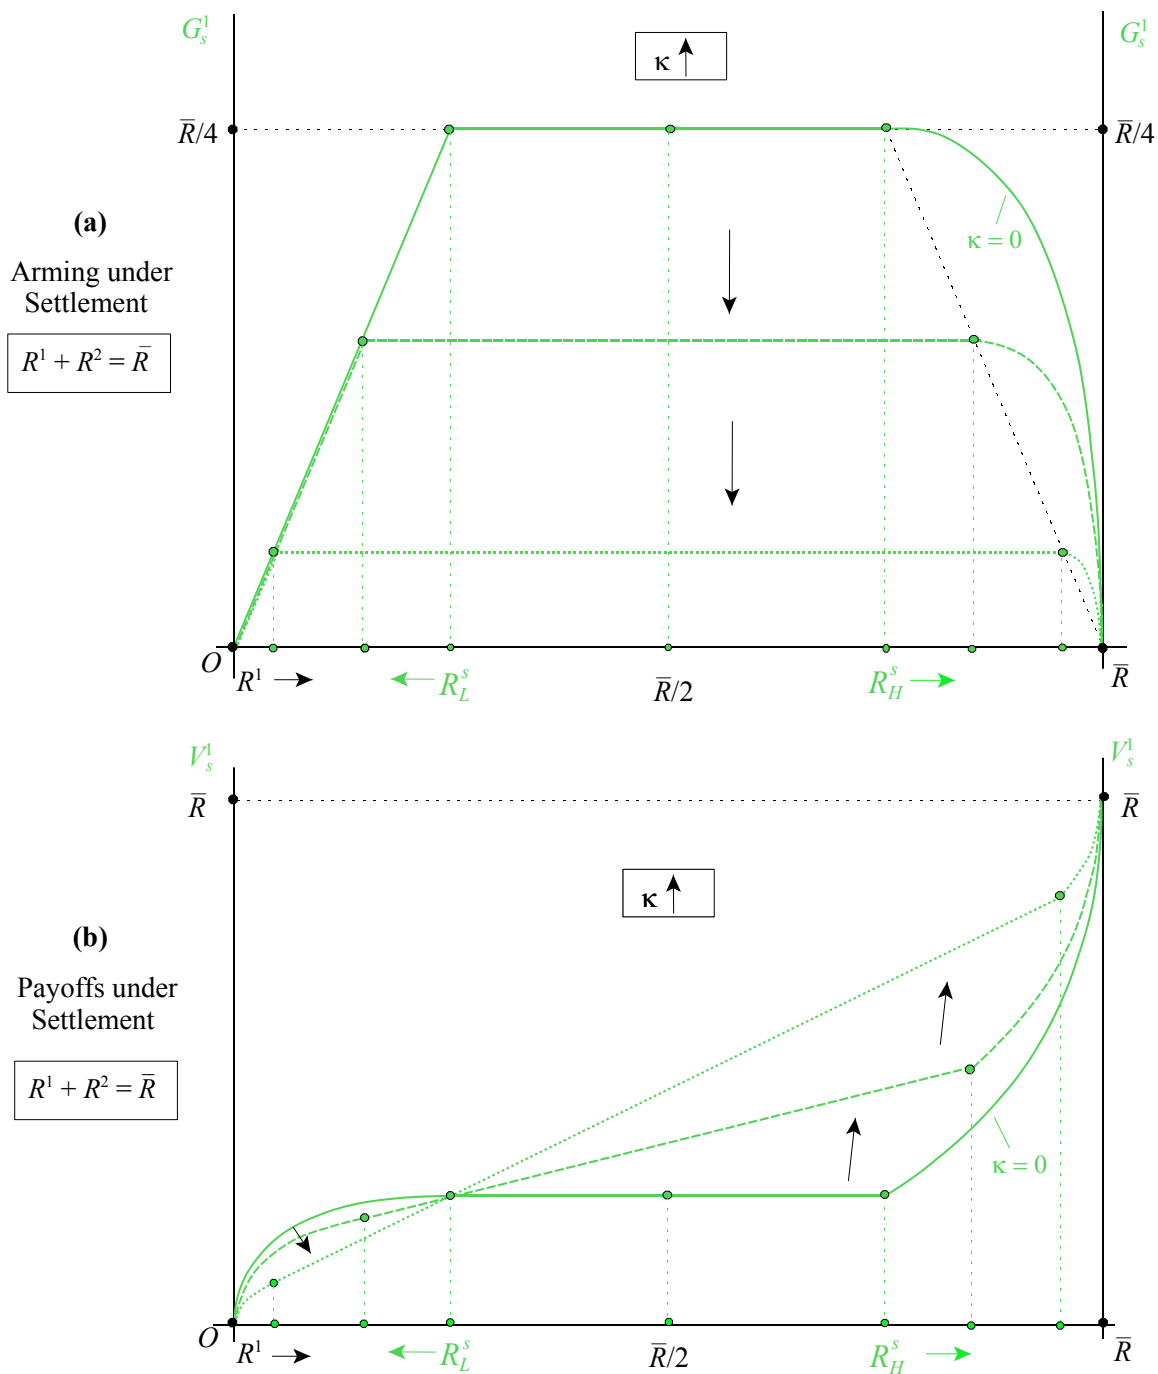 G_s^1
G_s^1
κ ↑
R̅/4
R̅/4
(a)
κ = 0
Arming under
Settlement
R^1 + R^2 = R̅
O
R^1 →
← R_L^s
R̅/2
R_H^s →
R̅
V_s^1
V_s^1
R̅
R̅
κ ↑
(b)
Payoffs under
Settlement
κ = 0
R^1 + R^2 = R̅
O
R^1 →
← R_L^s
R̅/2
R_H^s →
R̅